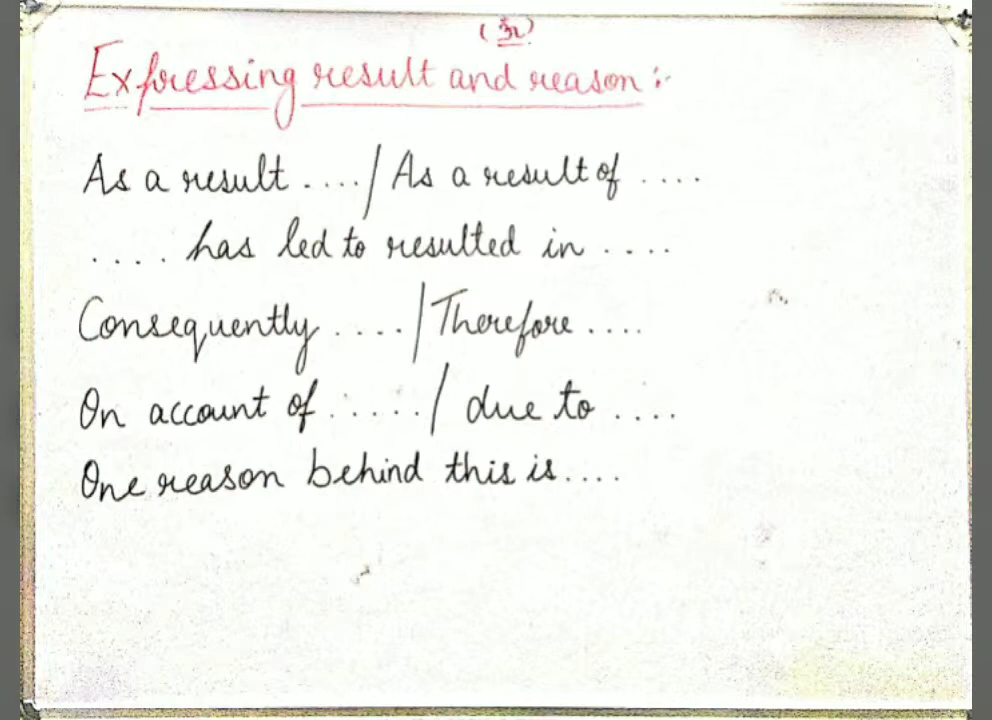 Expressing result and reason :-
As a result .... / As a result of ....
.... has led to resulted in ....
Consequently .... / Therefore ....
On account of ...... / due to ....
One reason behind this is ....